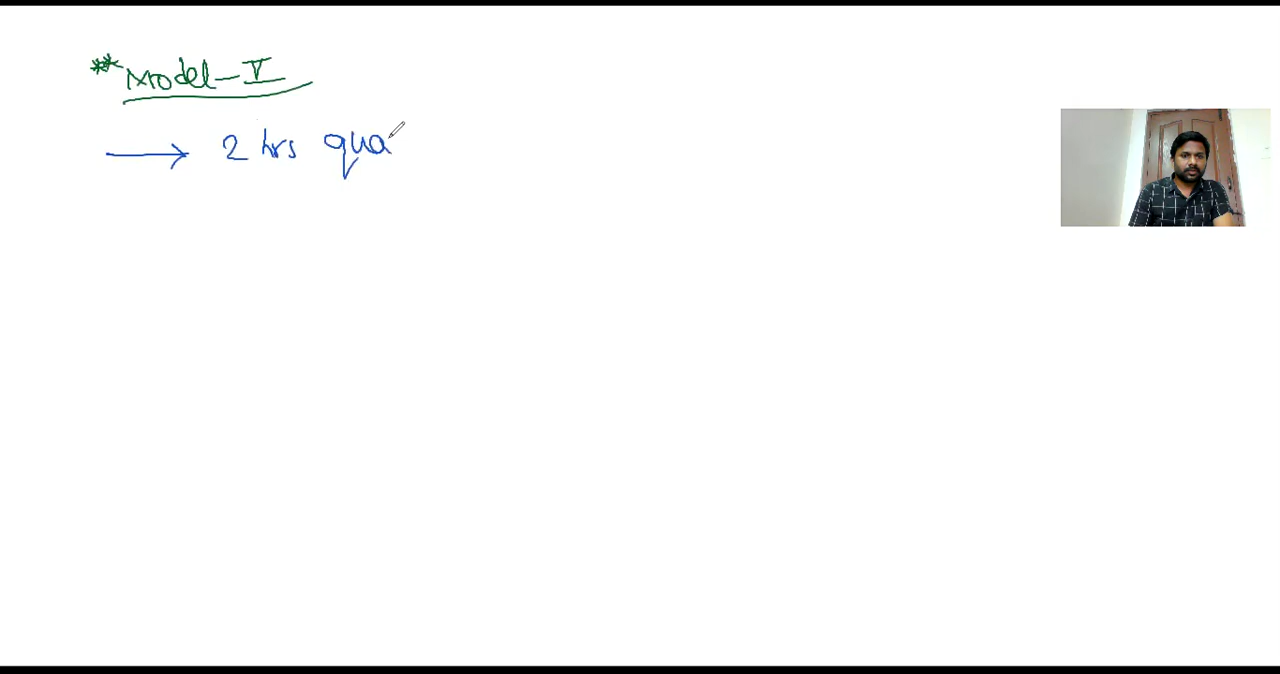 ** Model-V
→ 2 hrs qua